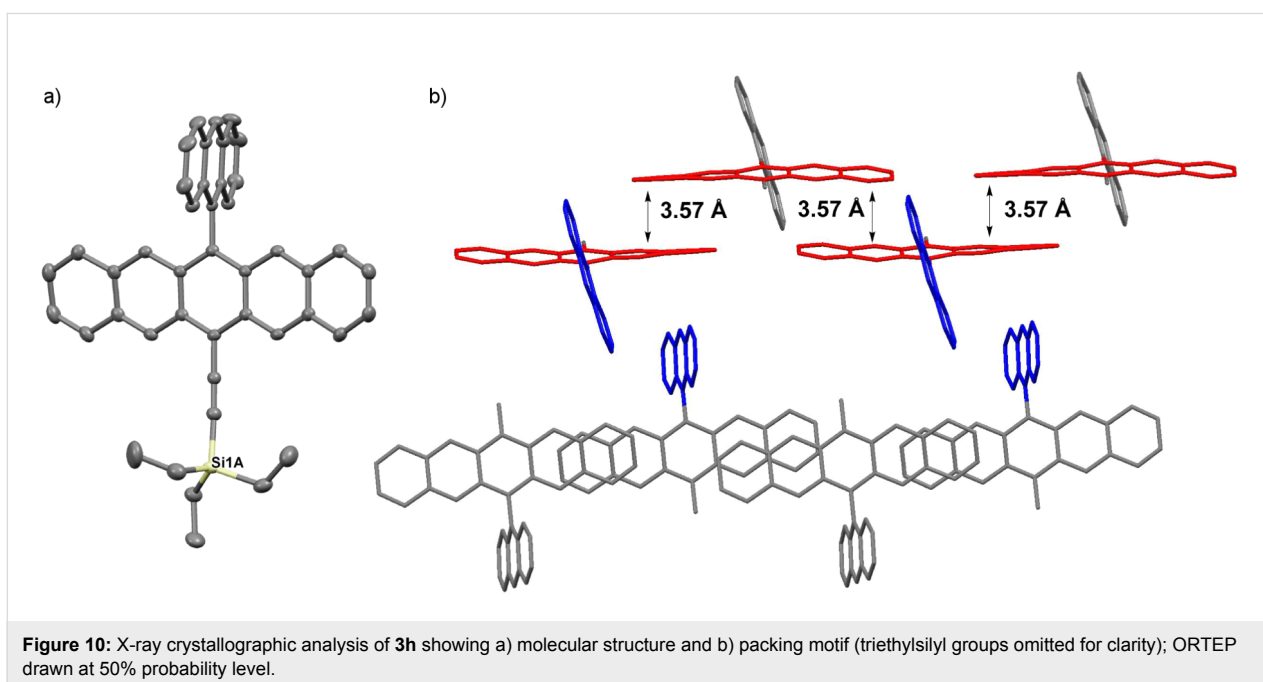 a)
b)
3.57 Å
3.57 Å
3.57 Å
Si1A
Figure 10: X-ray crystallographic analysis of 3h showing a) molecular structure and b) packing motif (triethylsilyl groups omitted for clarity); ORTEP
drawn at 50% probability level.